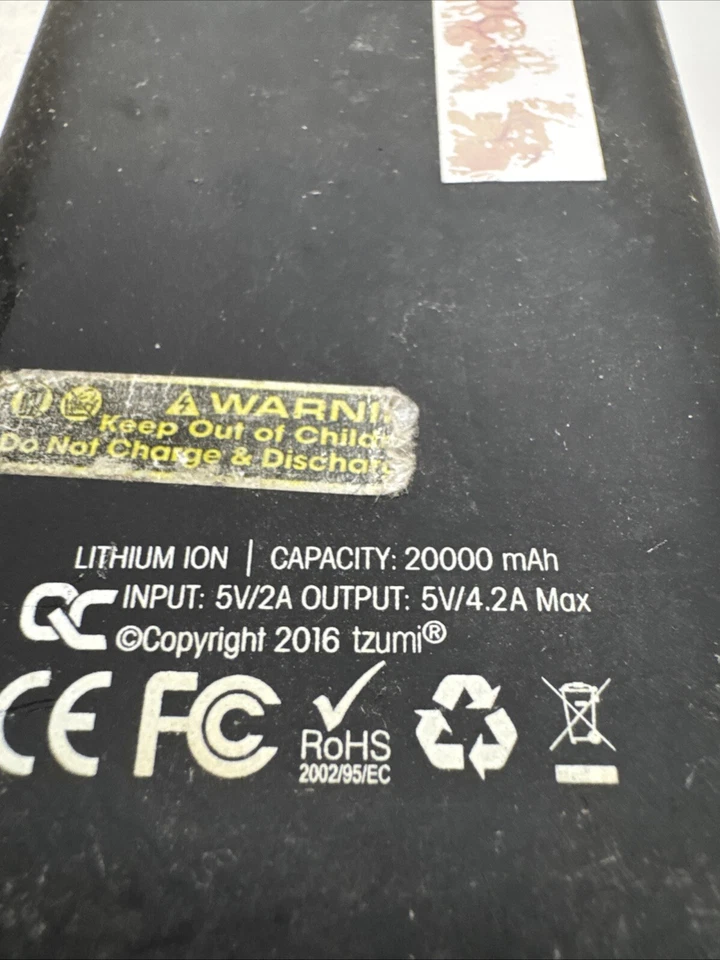 WARNI
Keep Out of Child
Do Not Charge & Dischar
LITHIUM ION | CAPACITY: 20000 mAh
QC INPUT: 5V/2A OUTPUT: 5V/4.2A Max
©Copyright 2016 tzumi®
CE FC RoHS
2002/95/EC